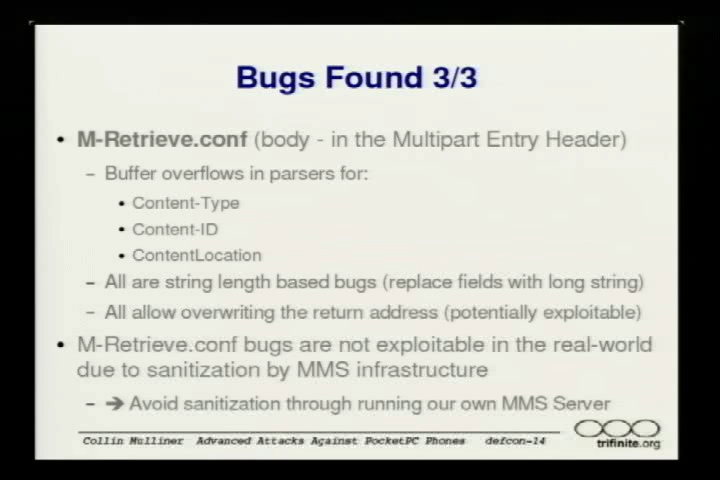 Bugs Found 3/3
• M-Retrieve.conf (body - in the Multipart Entry Header)
– Buffer overflows in parsers for:
• Content-Type
• Content-ID
• ContentLocation
– All are string length based bugs (replace fields with long string)
– All allow overwriting the return address (potentially exploitable)
• M-Retrieve.conf bugs are not exploitable in the real-world
due to sanitization by MMS infrastructure
– ➔ Avoid sanitization through running our own MMS Server
Collin Mulliner Advanced Attacks Against PocketPC Phones defcon-14
trifinite.org